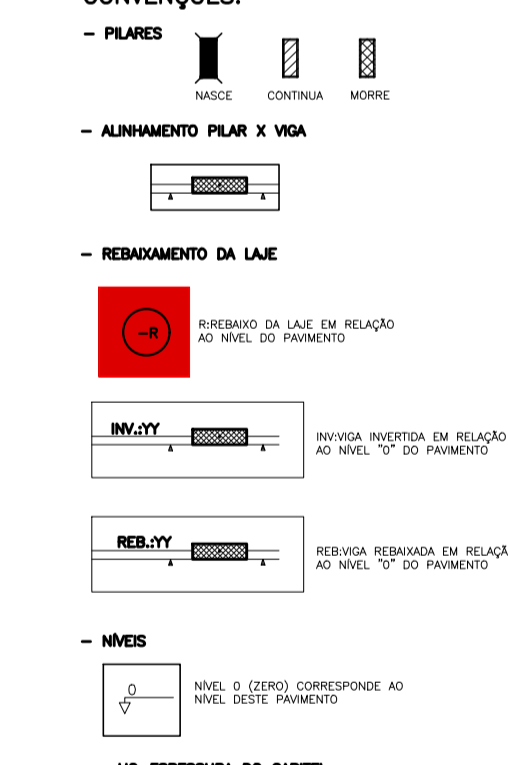 CONVENÇÕES:
– PILARES
NASCE CONTINUA MORRE
– ALINHAMENTO PILAR X VIGA
– REBAIXAMENTO DA LAJE
–R
R:REBAIXO DA LAJE EM RELAÇÃO
AO NÍVEL DO PAVIMENTO
INV.:YY
INV:VIGA INVERTIDA EM RELAÇÃO
AO NÍVEL "0" DO PAVIMENTO
REB.:YY
REB:VIGA REBAIXADA EM RELAÇÃ
AO NÍVEL "0" DO PAVIMENTO
– NÍVEIS
0
NÍVEL 0 (ZERO) CORRESPONDE AO
NÍVEL DESTE PAVIMENTO